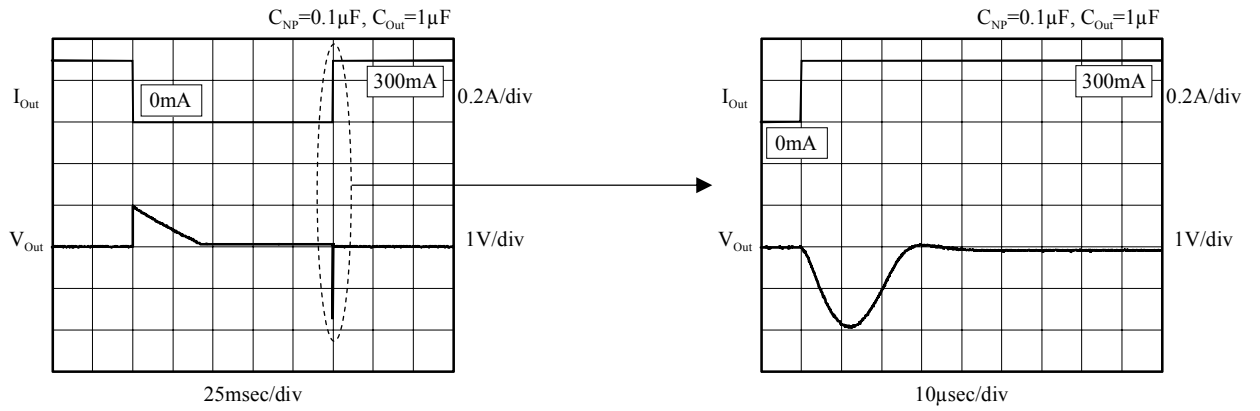 C_NP=0.1µF, C_Out=1µF
I_Out
0mA
300mA
0.2A/div
V_Out
1V/div
25msec/div
C_NP=0.1µF, C_Out=1µF
I_Out
0mA
300mA
0.2A/div
V_Out
1V/div
10µsec/div